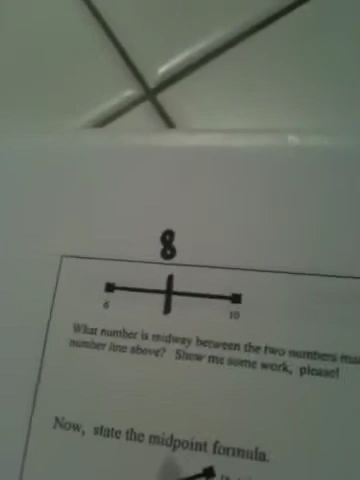 8
6 10
What number is midway between the two numbers
number line above? Show me some work, please!
Now, state the midpoint formula.